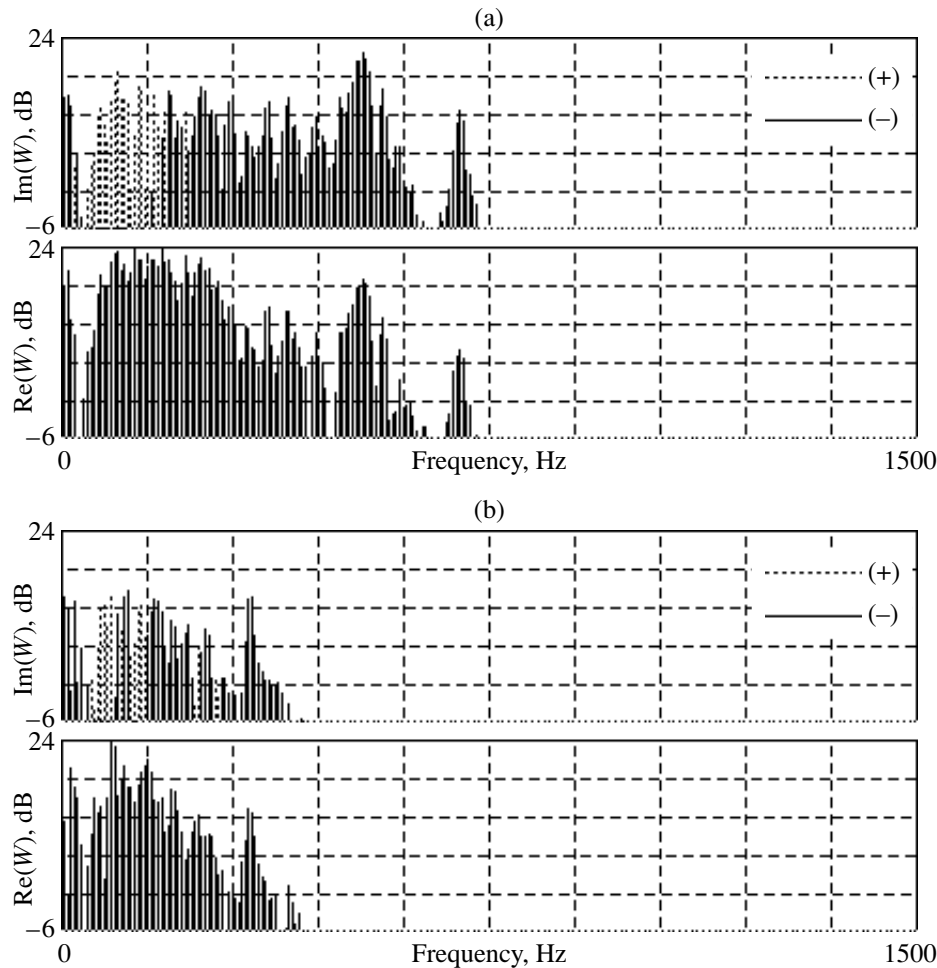 (a)
24
(+)
(–)
Im(W), dB
–6
24
Re(W), dB
–6
0
Frequency, Hz
1500
(b)
24
(+)
(–)
Im(W), dB
–6
24
Re(W), dB
–6
0
Frequency, Hz
1500